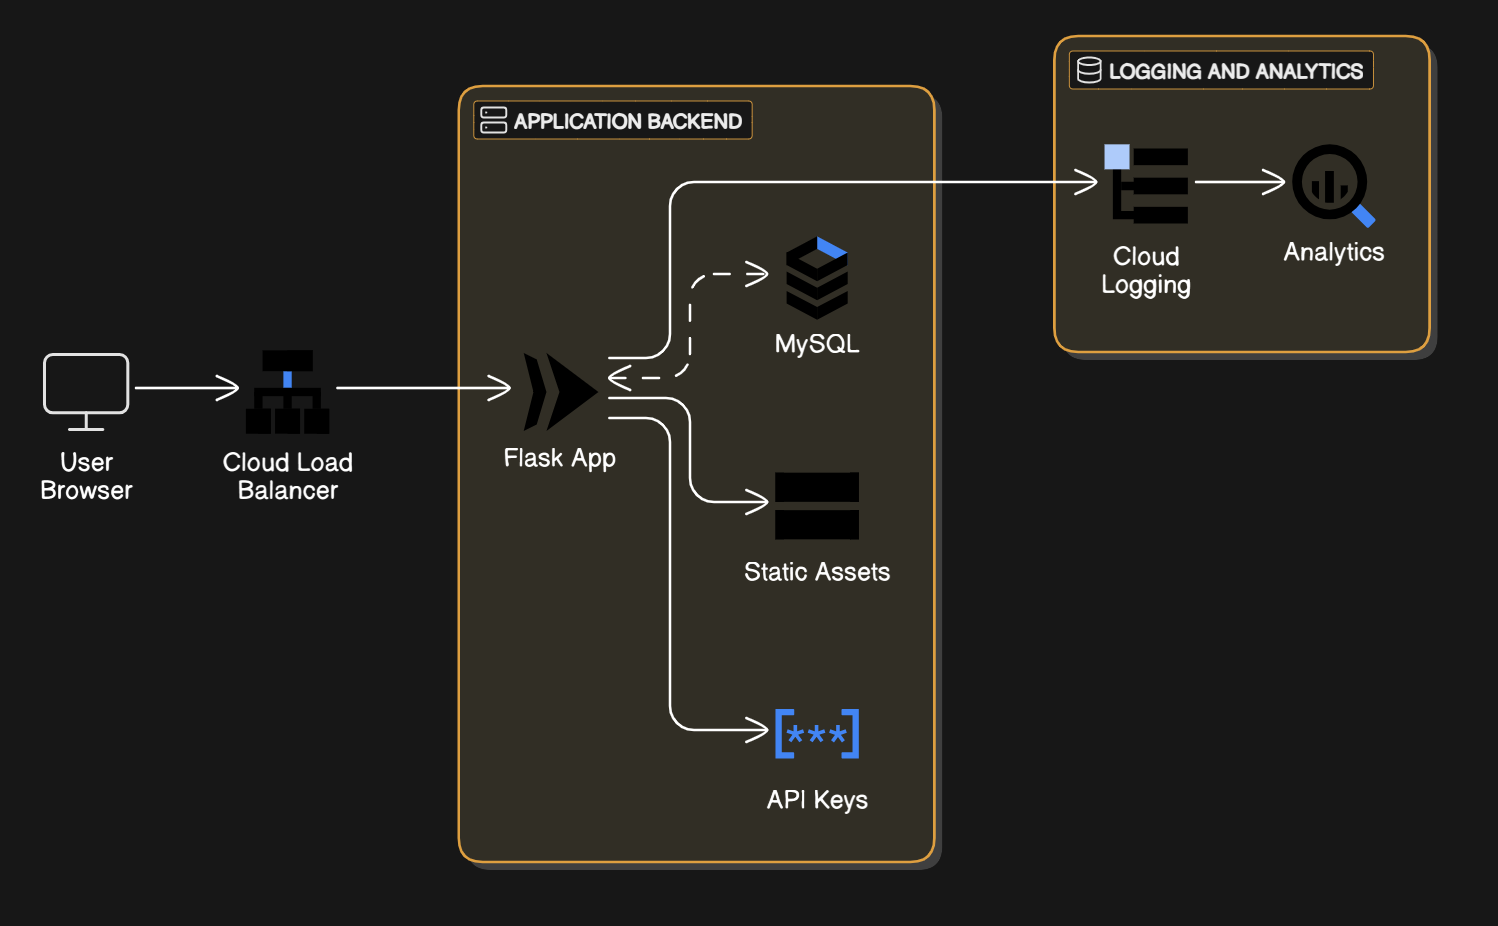 LOGGING AND ANALYTICS
APPLICATION BACKEND
Cloud
Logging
Analytics
MySQL
User
Browser
Cloud Load
Balancer
Flask App
Static Assets
[***]
API Keys